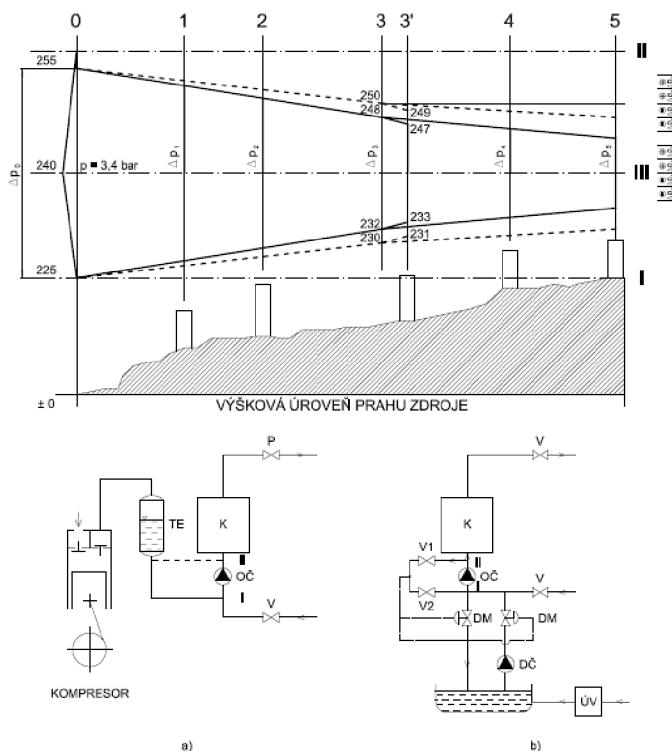 0 1 2 3 3' 4 5
II
255
250
248 249
247
Δp₀ 240 p = 3,4 bar Δp₁ Δp₂ Δp₃ Δp₄ Δp₅ III
232 233
230 231
225 I
± 0
VÝŠKOVÁ ÚROVEŇ PRAHU ZDROJE
P
TE
K
II
OČ
I
V
KOMPRESOR
a)
V
K
V1
II
OČ
I
V
V2
DM DM
DČ
ÚV
b)